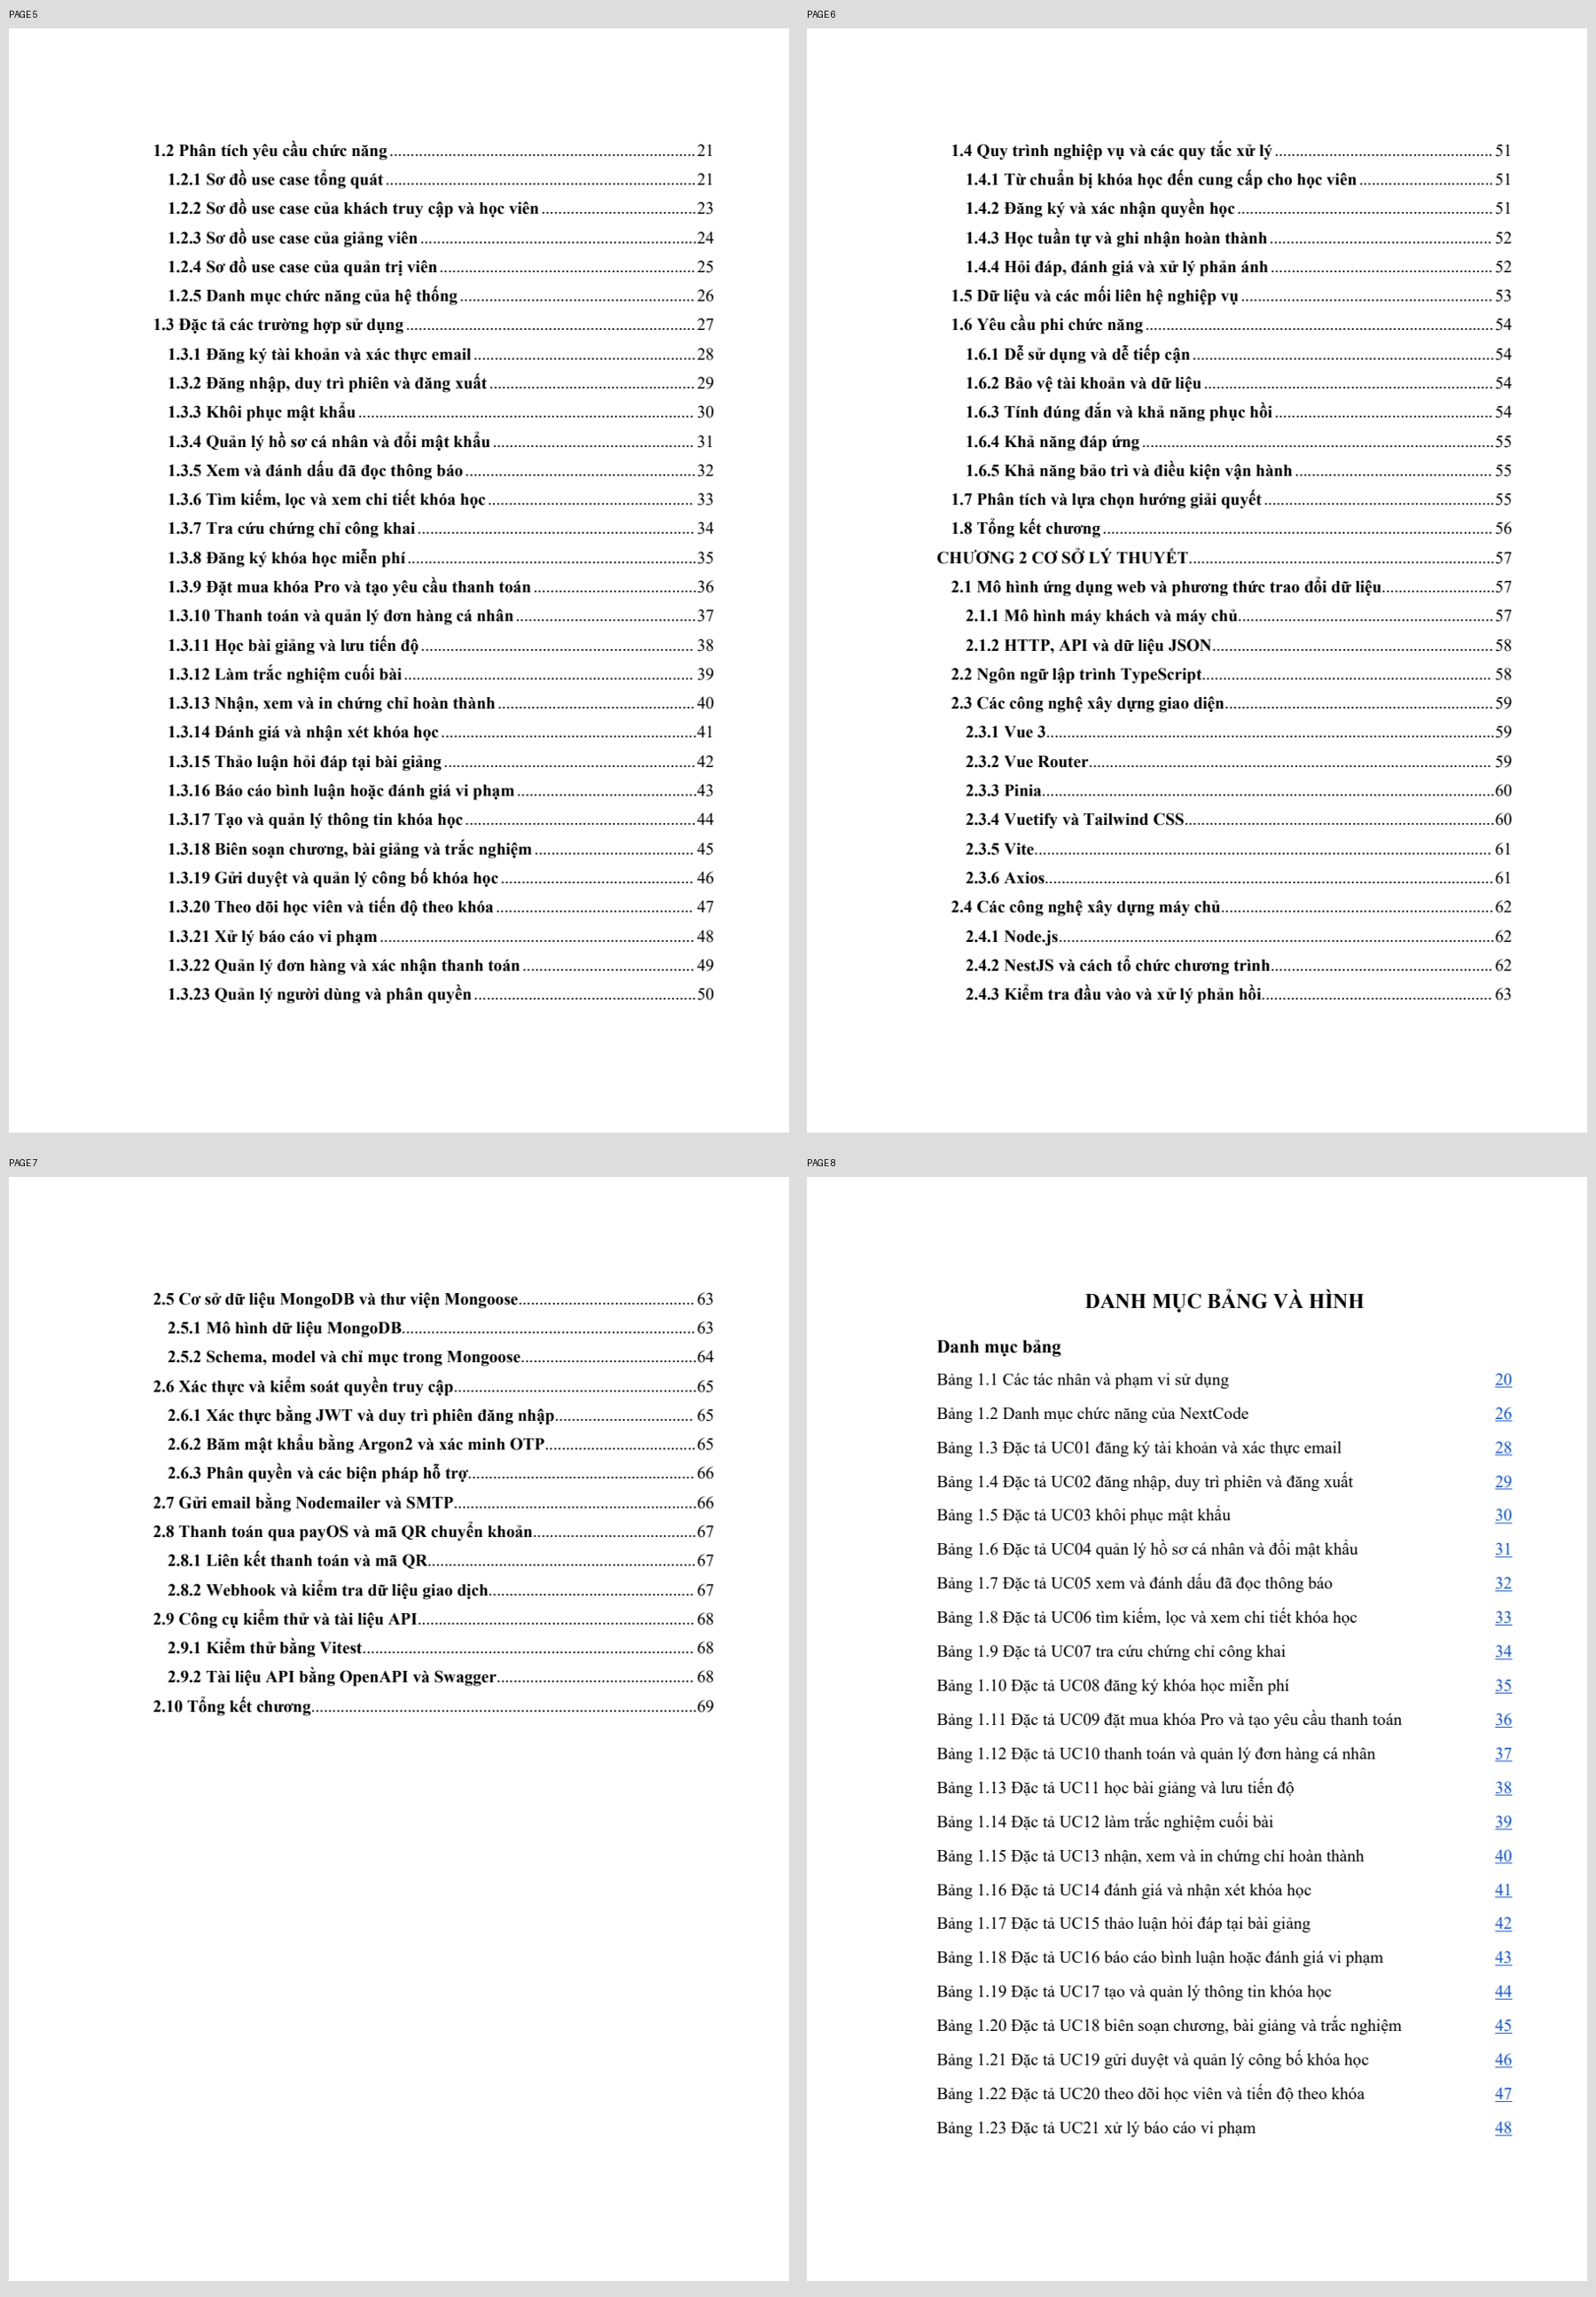 PAGE 5
1.2 Phân tích yêu cầu chức năng........21
1.2.1 Sơ đồ use case tổng quát........21
1.2.2 Sơ đồ use case của khách truy cập và học viên........23
1.2.3 Sơ đồ use case của giảng viên........24
1.2.4 Sơ đồ use case của quản trị viên........25
1.2.5 Danh mục chức năng của hệ thống........26
1.3 Đặc tả các trường hợp sử dụng........27
1.3.1 Đăng ký tài khoản và xác thực email........28
1.3.2 Đăng nhập, duy trì phiên và đăng xuất........29
1.3.3 Khôi phục mật khẩu........30
1.3.4 Quản lý hồ sơ cá nhân và đổi mật khẩu........31
1.3.5 Xem và đánh dấu đã đọc thông báo........32
1.3.6 Tìm kiếm, lọc và xem chi tiết khóa học........33
1.3.7 Tra cứu chứng chỉ công khai........34
1.3.8 Đăng ký khóa học miễn phí........35
1.3.9 Đặt mua khóa Pro và tạo yêu cầu thanh toán........36
1.3.10 Thanh toán và quản lý đơn hàng cá nhân........37
1.3.11 Học bài giảng và lưu tiến độ........38
1.3.12 Làm trắc nghiệm cuối bài........39
1.3.13 Nhận, xem và in chứng chỉ hoàn thành........40
1.3.14 Đánh giá và nhận xét khóa học........41
1.3.15 Thảo luận hỏi đáp tại bài giảng........42
1.3.16 Báo cáo bình luận hoặc đánh giá vi phạm........43
1.3.17 Tạo và quản lý thông tin khóa học........44
1.3.18 Biên soạn chương, bài giảng và trắc nghiệm........45
1.3.19 Gửi duyệt và quản lý công bố khóa học........46
1.3.20 Theo dõi học viên và tiến độ theo khóa........47
1.3.21 Xử lý báo cáo vi phạm........48
1.3.22 Quản lý đơn hàng và xác nhận thanh toán........49
1.3.23 Quản lý người dùng và phân quyền........50
PAGE 6
1.4 Quy trình nghiệp vụ và các quy tắc xử lý........51
1.4.1 Từ chuẩn bị khóa học đến cung cấp cho học viên........51
1.4.2 Đăng ký và xác nhận quyền học........51
1.4.3 Học tuần tự và ghi nhận hoàn thành........52
1.4.4 Hỏi đáp, đánh giá và xử lý phản ánh........52
1.5 Dữ liệu và các mối liên hệ nghiệp vụ........53
1.6 Yêu cầu phi chức năng........54
1.6.1 Dễ sử dụng và dễ tiếp cận........54
1.6.2 Bảo vệ tài khoản và dữ liệu........54
1.6.3 Tính đúng đắn và khả năng phục hồi........54
1.6.4 Khả năng đáp ứng........55
1.6.5 Khả năng bảo trì và điều kiện vận hành........55
1.7 Phân tích và lựa chọn hướng giải quyết........55
1.8 Tổng kết chương........56
CHƯƠNG 2 CƠ SỞ LÝ THUYẾT........57
2.1 Mô hình ứng dụng web và phương thức trao đổi dữ liệu........57
2.1.1 Mô hình máy khách và máy chủ........57
2.1.2 HTTP, API và dữ liệu JSON........58
2.2 Ngôn ngữ lập trình TypeScript........58
2.3 Các công nghệ xây dựng giao diện........59
2.3.1 Vue 3........59
2.3.2 Vue Router........59
2.3.3 Pinia........60
2.3.4 Vuetify và Tailwind CSS........60
2.3.5 Vite........61
2.3.6 Axios........61
2.4 Các công nghệ xây dựng máy chủ........62
2.4.1 Node.js........62
2.4.2 NestJS và cách tổ chức chương trình........62
2.4.3 Kiểm tra đầu vào và xử lý phản hồi........63
PAGE 7
2.5 Cơ sở dữ liệu MongoDB và thư viện Mongoose........63
2.5.1 Mô hình dữ liệu MongoDB........63
2.5.2 Schema, model và chỉ mục trong Mongoose........64
2.6 Xác thực và kiểm soát quyền truy cập........65
2.6.1 Xác thực bằng JWT và duy trì phiên đăng nhập........65
2.6.2 Băm mật khẩu bằng Argon2 và xác minh OTP........65
2.6.3 Phân quyền và các biện pháp hỗ trợ........66
2.7 Gửi email bằng Nodemailer và SMTP........66
2.8 Thanh toán qua payOS và mã QR chuyển khoản........67
2.8.1 Liên kết thanh toán và mã QR........67
2.8.2 Webhook và kiểm tra dữ liệu giao dịch........67
2.9 Công cụ kiểm thử và tài liệu API........68
2.9.1 Kiểm thử bằng Vitest........68
2.9.2 Tài liệu API bằng OpenAPI và Swagger........68
2.10 Tổng kết chương........69
PAGE 8
DANH MỤC BẢNG VÀ HÌNH
Danh mục bảng
Bảng 1.1 Các tác nhân và phạm vi sử dụng 20
Bảng 1.2 Danh mục chức năng của NextCode 26
Bảng 1.3 Đặc tả UC01 đăng ký tài khoản và xác thực email 28
Bảng 1.4 Đặc tả UC02 đăng nhập, duy trì phiên và đăng xuất 29
Bảng 1.5 Đặc tả UC03 khôi phục mật khẩu 30
Bảng 1.6 Đặc tả UC04 quản lý hồ sơ cá nhân và đổi mật khẩu 31
Bảng 1.7 Đặc tả UC05 xem và đánh dấu đã đọc thông báo 32
Bảng 1.8 Đặc tả UC06 tìm kiếm, lọc và xem chi tiết khóa học 33
Bảng 1.9 Đặc tả UC07 tra cứu chứng chỉ công khai 34
Bảng 1.10 Đặc tả UC08 đăng ký khóa học miễn phí 35
Bảng 1.11 Đặc tả UC09 đặt mua khóa Pro và tạo yêu cầu thanh toán 36
Bảng 1.12 Đặc tả UC10 thanh toán và quản lý đơn hàng cá nhân 37
Bảng 1.13 Đặc tả UC11 học bài giảng và lưu tiến độ 38
Bảng 1.14 Đặc tả UC12 làm trắc nghiệm cuối bài 39
Bảng 1.15 Đặc tả UC13 nhận, xem và in chứng chỉ hoàn thành 40
Bảng 1.16 Đặc tả UC14 đánh giá và nhận xét khóa học 41
Bảng 1.17 Đặc tả UC15 thảo luận hỏi đáp tại bài giảng 42
Bảng 1.18 Đặc tả UC16 báo cáo bình luận hoặc đánh giá vi phạm 43
Bảng 1.19 Đặc tả UC17 tạo và quản lý thông tin khóa học 44
Bảng 1.20 Đặc tả UC18 biên soạn chương, bài giảng và trắc nghiệm 45
Bảng 1.21 Đặc tả UC19 gửi duyệt và quản lý công bố khóa học 46
Bảng 1.22 Đặc tả UC20 theo dõi học viên và tiến độ theo khóa 47
Bảng 1.23 Đặc tả UC21 xử lý báo cáo vi phạm 48